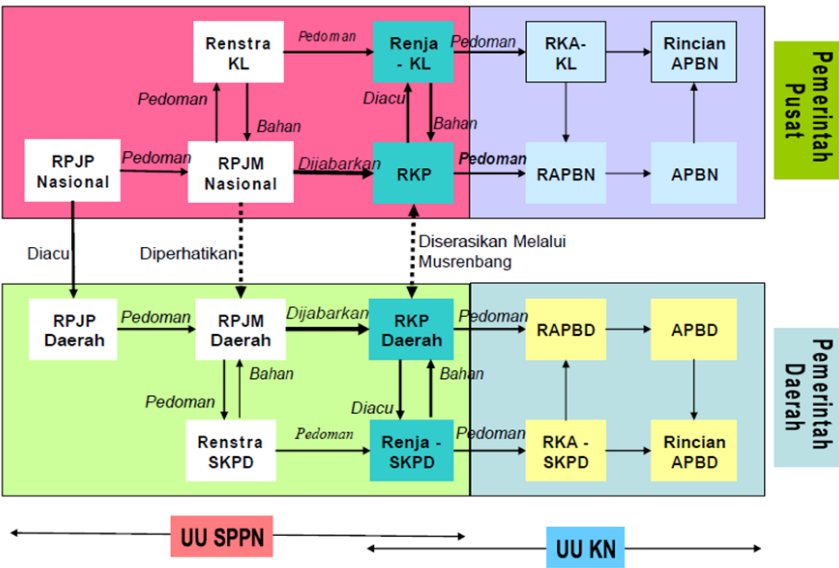 Renstra
KL
Pedoman
Renja
- KL
Pedoman
RKA-
KL
Rincian
APBN
Pemerintah
Pusat
Pedoman
Bahan
Diacu
Bahan
RPJP
Nasional
Pedoman
RPJM
Nasional
Dijabarkan
RKP
Pedoman
RAPBN
APBN
Diacu
Diperhatikan
Diserasikan Melalui
Musrenbang
RPJP
Daerah
Pedoman
RPJM
Daerah
Dijabarkan
RKP
Daerah
Pedoman
RAPBD
APBD
Pemerintah
Daerah
Pedoman
Bahan
Diacu
Bahan
Renstra
SKPD
Pedoman
Renja -
SKPD
Pedoman
RKA -
SKPD
Rincian
APBD
UU SPPN
UU KN